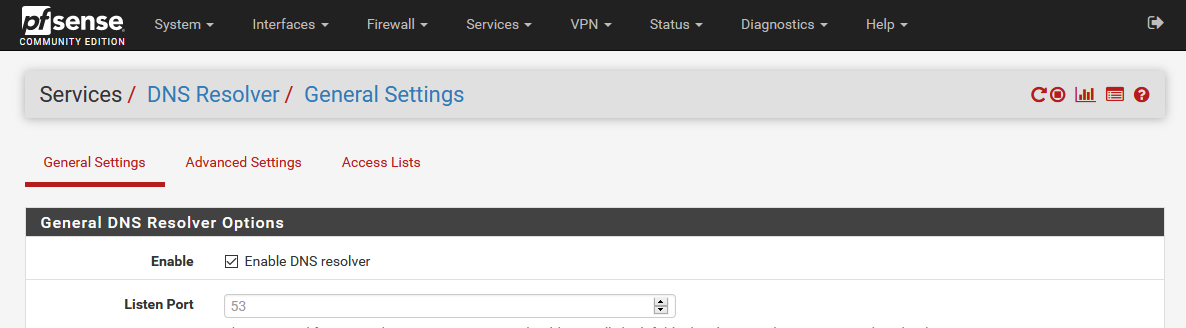 pfsense
COMMUNITY EDITION
System Interfaces Firewall Services VPN Status Diagnostics Help
Services / DNS Resolver / General Settings
General Settings Advanced Settings Access Lists
General DNS Resolver Options
Enable Enable DNS resolver
Listen Port 53